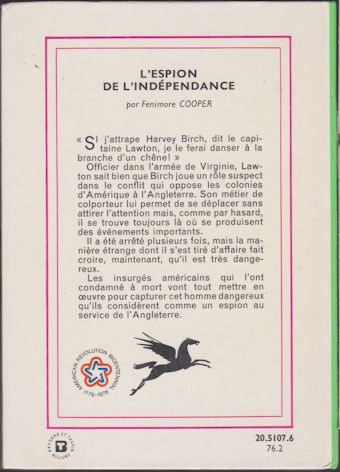 L'ESPION
DE L'INDÉPENDANCE
par Fenimore COOPER
« SI j'attrape Harvey Birch, dit le capi-
taine Lawton, je le ferai danser à la
branche d'un chêne! »
Officier dans l'armée de Virginie, Law-
ton sait bien que Birch joue un rôle suspect
dans le conflit qui oppose les colonies
d'Amérique à l'Angleterre. Son métier de
colporteur lui permet de se déplacer sans
attirer l'attention mais, comme par hasard,
il se trouve toujours là où se produisent
des événements importants.
Il a été arrêté plusieurs fois, mais la ma-
nière étrange dont il s'est tiré d'affaire fait
croire, maintenant, qu'il est très dange-
reux.
Les insurgés américains qui l'ont
condamné à mort vont tout mettre en
œuvre pour capturer cet homme dangereux
qu'ils considèrent comme un espion au
service de l'Angleterre.
AMERICAN REVOLUTION BICENTENNIAL
1776-1976
20.5107.6
76.2